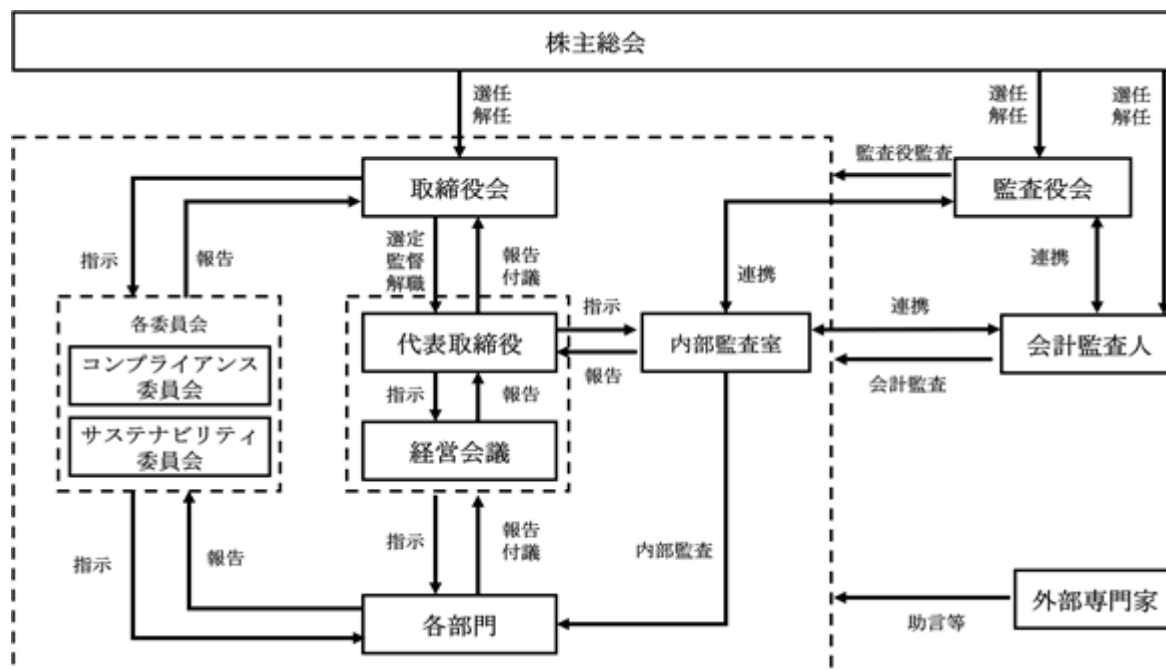 株主総会
選任
解任
選任
解任
選任
解任
取締役会
監査役監査
監査役会
指示
報告
選定
監督
解職
報告
付議
連携
連携
各委員会
コンプライアンス
委員会
サステナビリティ
委員会
代表取締役
指示
報告
内部監査室
連携
会計監査人
会計監査
指示
報告
経営会議
指示
報告
指示
報告
付議
内部監査
各部門
外部専門家
助言等